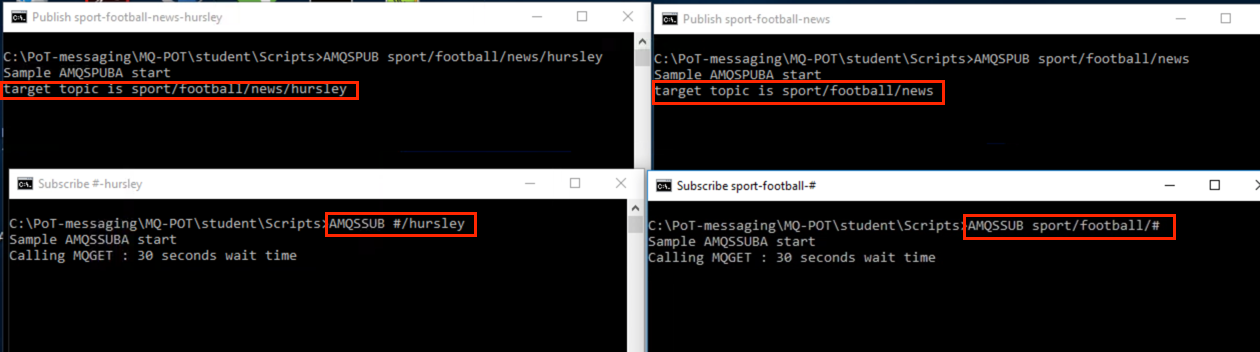 Publish sport-football-news-hursley
C:\PoT-messaging\MQ-POT\student\Scripts>AMQSPUB sport/football/news/hursley
Sample AMQSPUBA start
target topic is sport/football/news/hursley
Publish sport-football-news
C:\PoT-messaging\MQ-POT\student\Scripts>AMQSPUB sport/football/news
Sample AMQSPUBA start
target topic is sport/football/news
Subscribe #-hursley
C:\PoT-messaging\MQ-POT\student\Scripts>AMQSSUB #/hursley
Sample AMQSSUBA start
Calling MQGET : 30 seconds wait time
Subscribe sport-football-#
C:\PoT-messaging\MQ-POT\student\Scripts>AMQSSUB sport/football/#
Sample AMQSSUBA start
Calling MQGET : 30 seconds wait time